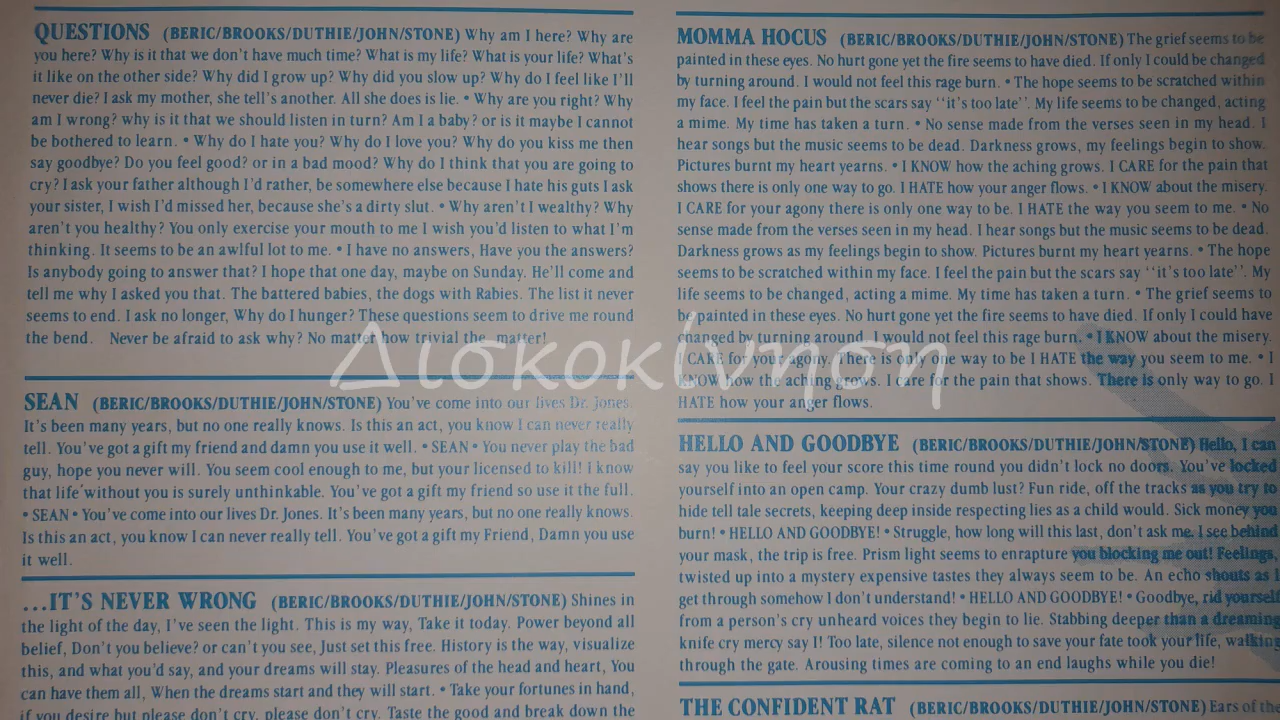 QUESTIONS (BERIC/BROOKS/DUTHIE/JOHN/STONE) Why am I here? Why are
you here? Why is it that we don't have much time? What is my life? What is your life? What's
it like on the other side? Why did I grow up? Why did you slow up? Why do I feel like I'll
never die? I ask my mother, she tell's another. All she does is lie. • Why are you right? Why
am I wrong? why is it that we should listen in turn? Am I a baby? or is it maybe I cannot
be bothered to learn. • Why do I hate you? Why do I love you? Why do you kiss me then
say goodbye? Do you feel good? or in a bad mood? Why do I think that you are going to
cry? I ask your father although I'd rather, be somewhere else because I hate his guts I ask
your sister, I wish I'd missed her, because she's a dirty slut. • Why aren't I wealthy? Why
aren't you healthy? You only exercise your mouth to me I wish you'd listen to what I'm
thinking. It seems to be an awlful lot to me. • I have no answers, Have you the answers?
Is anybody going to answer that? I hope that one day, maybe on Sunday. He'll come and
tell me why I asked you that. The battered babies, the dogs with Rabies. The list it never
seems to end. I ask no longer, Why do I hunger? These questions seem to drive me round
the bend. Never be afraid to ask why? No matter how trivial the matter!
SEAN (BERIC/BROOKS/DUTHIE/JOHN/STONE) You've come into our lives Dr. Jones.
It's been many years, but no one really knows. Is this an act, you know I can never really
tell. You've got a gift my friend and damn you use it well. • SEAN • You never play the bad
guy, hope you never will. You seem cool enough to me, but your licensed to kill! I know
that life without you is surely unthinkable. You've got a gift my friend so use it the full.
• SEAN • You've come into our lives Dr. Jones. It's been many years, but no one really knows.
Is this an act, you know I can never really tell. You've got a gift my Friend, Damn you use
it well.
...IT'S NEVER WRONG (BERIC/BROOKS/DUTHIE/JOHN/STONE) Shines in
the light of the day, I've seen the light. This is my way, Take it today. Power beyond all
belief, Don't you believe? or can't you see, Just set this free. History is the way, visualize
this, and what you'd say, and your dreams will stay. Pleasures of the head and heart, You
can have them all, When the dreams start and they will start. • Take your fortunes in hand,
if you desire but please don't cry, please don't cry. Taste the good and break down the
MOMMA HOCUS (BERIC/BROOKS/DUTHIE/JOHN/STONE) The grief seems to be
painted in these eyes. No hurt gone yet the fire seems to have died. If only I could be changed
by turning around. I would not feel this rage burn. • The hope seems to be scratched within
my face. I feel the pain but the scars say ''it's too late''. My life seems to be changed, acting
a mime. My time has taken a turn. • No sense made from the verses seen in my head. I
hear songs but the music seems to be dead. Darkness grows, my feelings begin to show.
Pictures burnt my heart yearns. • I KNOW how the aching grows. I CARE for the pain that
shows there is only one way to go. I HATE how your anger flows. • I KNOW about the misery.
I CARE for your agony there is only one way to be. I HATE the way you seem to me. • No
sense made from the verses seen in my head. I hear songs but the music seems to be dead.
Darkness grows as my feelings begin to show. Pictures burnt my heart yearns. • The hope
seems to be scratched within my face. I feel the pain but the scars say ''it's too late''. My
life seems to be changed, acting a mime. My time has taken a turn. • The grief seems to
be painted in these eyes. No hurt gone yet the fire seems to have died. If only I could have
changed by turning around. I would not feel this rage burn. • I KNOW about the misery.
I CARE for your agony. There is only one way to be I HATE the way you seem to me. • I
KNOW how the aching grows. I care for the pain that shows. There is only way to go. I
HATE how your anger flows.
HELLO AND GOODBYE (BERIC/BROOKS/DUTHIE/JOHN/STONE) Hello, I can
say you like to feel your score this time round you didn't lock no doors. You've locked
yourself into an open camp. Your crazy dumb lust? Fun ride, off the tracks as you try to
hide tell tale secrets, keeping deep inside respecting lies as a child would. Sick money you
burn! • HELLO AND GOODBYE! • Struggle, how long will this last, don't ask me. I see behind
your mask, the trip is free. Prism light seems to enrapture you blocking me out! Feelings,
twisted up into a mystery expensive tastes they always seem to be. An echo shouts as I
get through somehow I don't understand! • HELLO AND GOODBYE! • Goodbye, rid yourself
from a person's cry unheard voices they begin to lie. Stabbing deeper than a dreaming
knife cry mercy say I! Too late, silence not enough to save your fate took your life, walking
through the gate. Arousing times are coming to an end laughs while you die!
THE CONFIDENT RAT (BERIC/BROOKS/DUTHIE/JOHN/STONE) Ears of the
Δισκοκίνηση